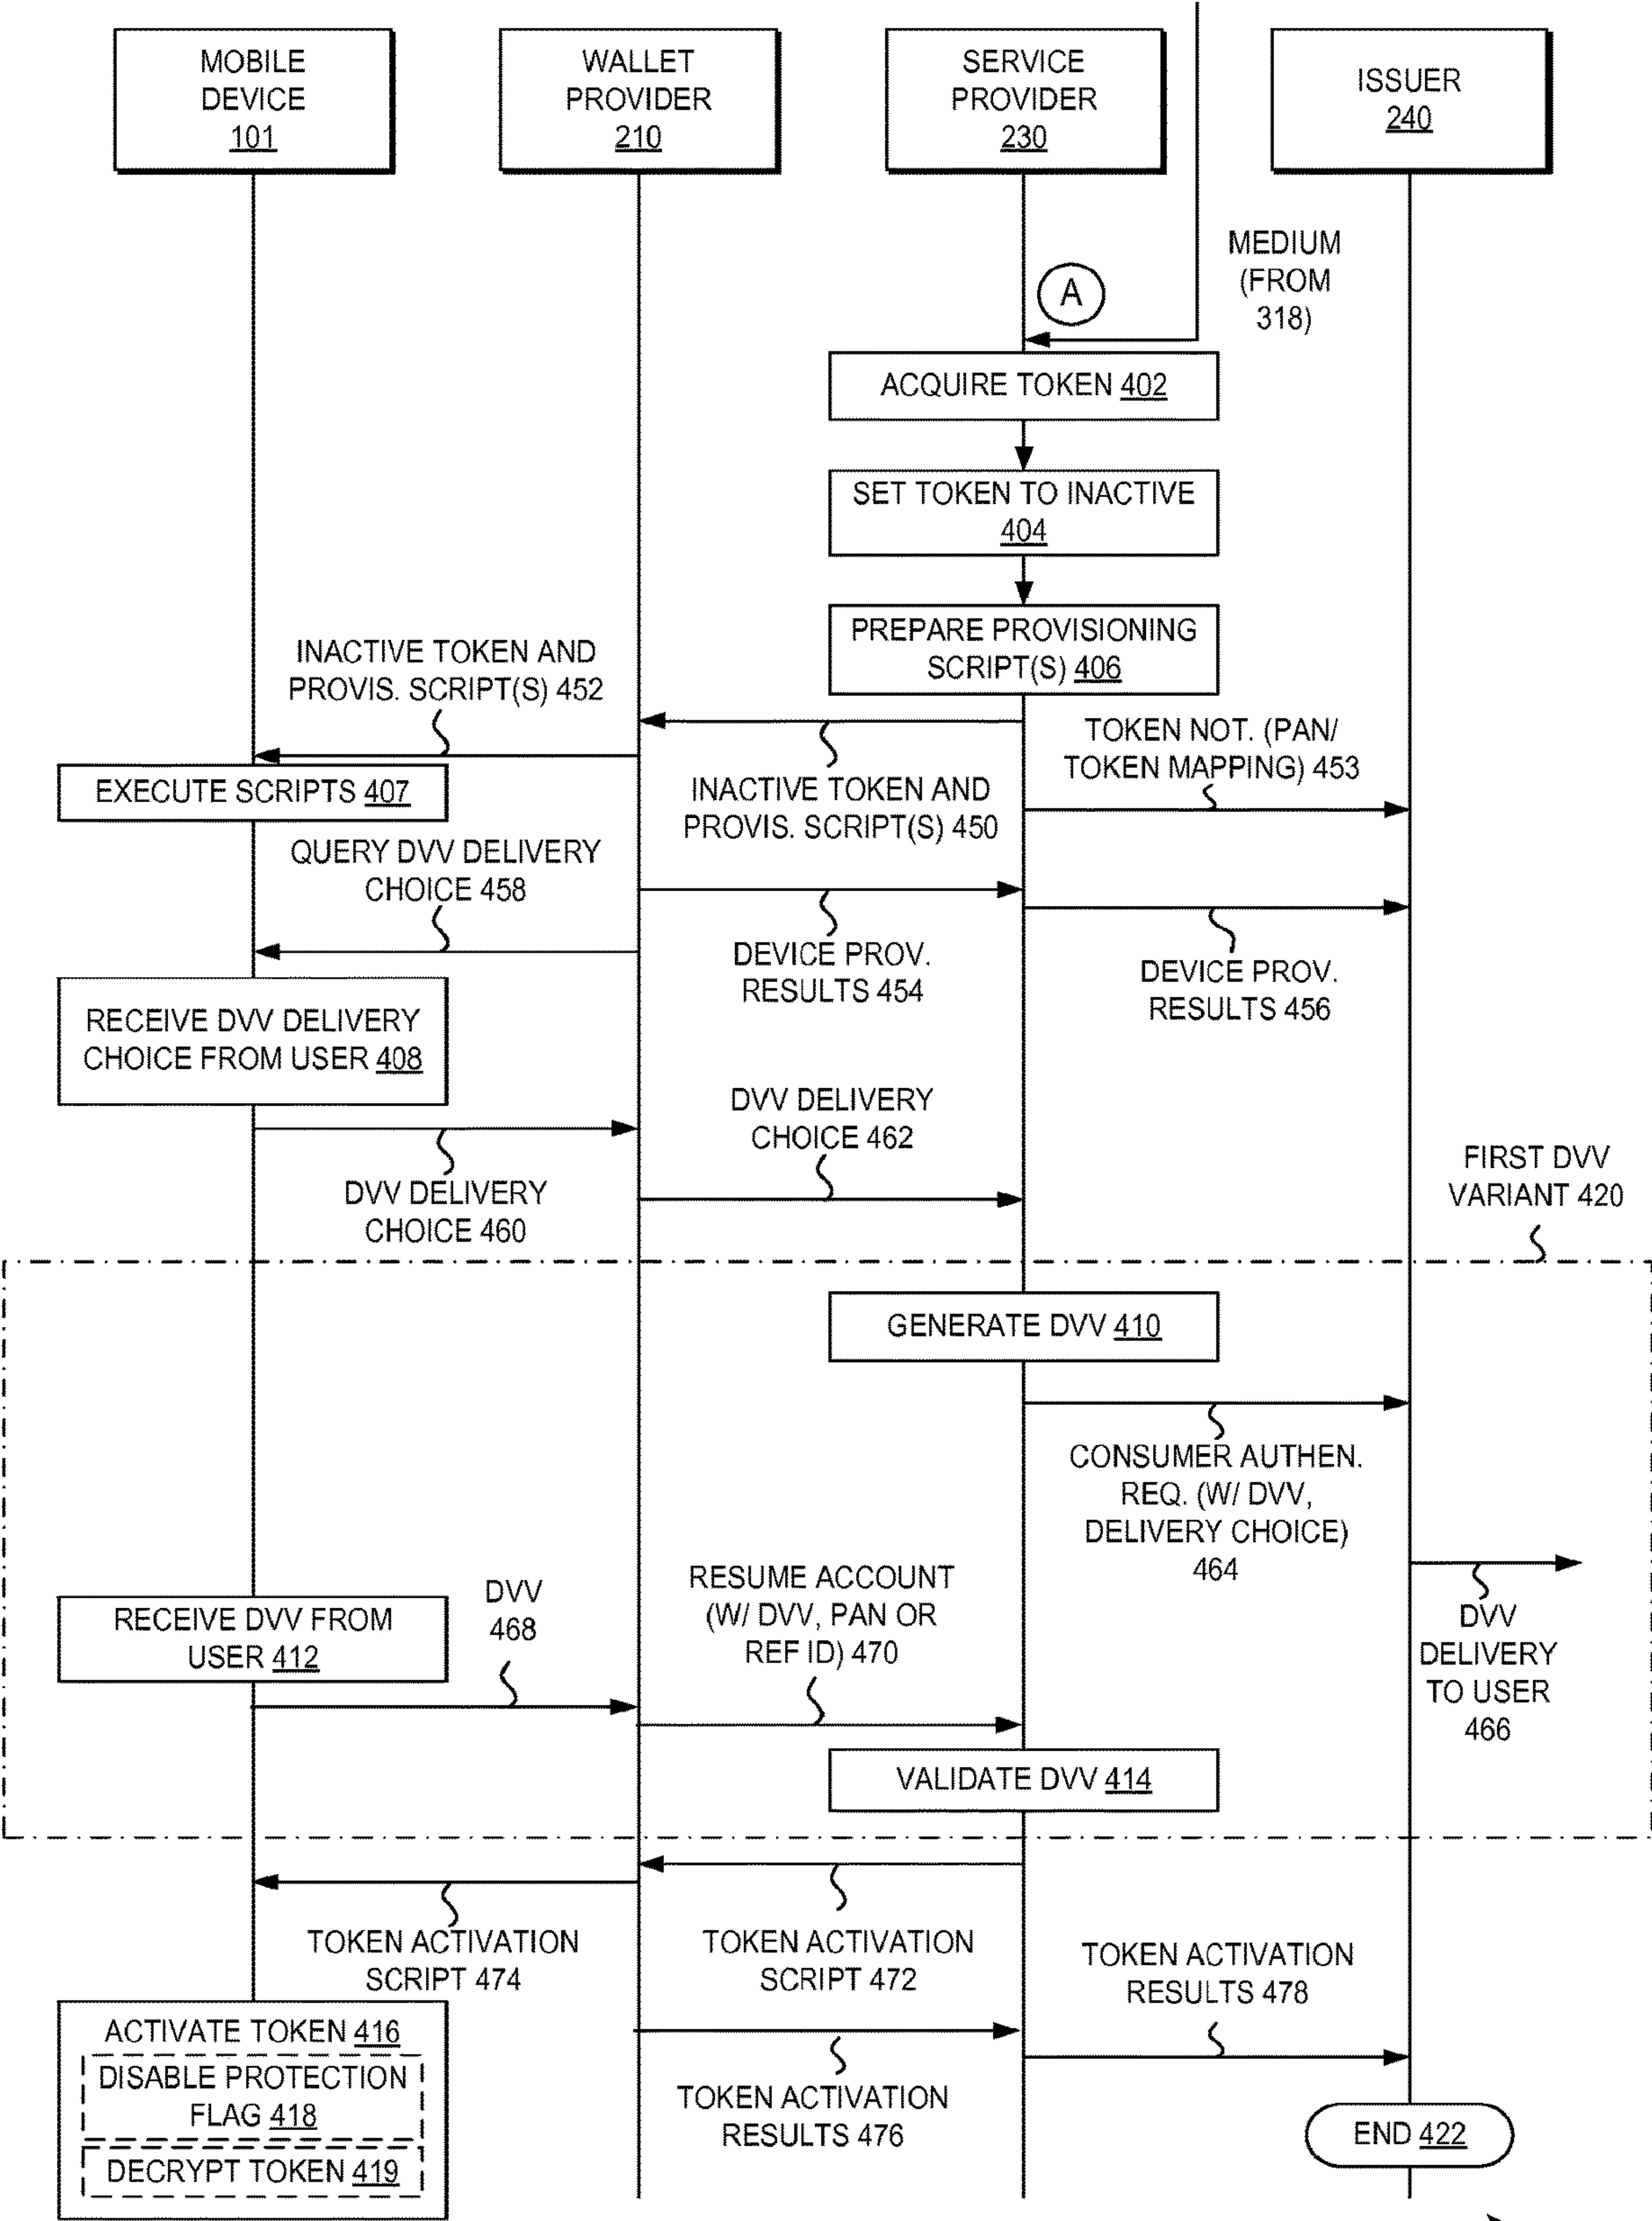 MOBILE
DEVICE
101
WALLET
PROVIDER
210
SERVICE
PROVIDER
230
ISSUER
240
MEDIUM
(FROM
318)
A
ACQUIRE TOKEN 402
SET TOKEN TO INACTIVE
404
PREPARE PROVISIONING
SCRIPT(S) 406
INACTIVE TOKEN AND
PROVIS. SCRIPT(S) 452
TOKEN NOT. (PAN/
TOKEN MAPPING) 453
EXECUTE SCRIPTS 407
INACTIVE TOKEN AND
PROVIS. SCRIPT(S) 450
QUERY DVV DELIVERY
CHOICE 458
DEVICE PROV.
RESULTS 454
DEVICE PROV.
RESULTS 456
RECEIVE DVV DELIVERY
CHOICE FROM USER 408
DVV DELIVERY
CHOICE 462
DVV DELIVERY
CHOICE 460
FIRST DVV
VARIANT 420
GENERATE DVV 410
CONSUMER AUTHEN.
REQ. (W/ DVV,
DELIVERY CHOICE)
464
DVV
468
RESUME ACCOUNT
(W/ DVV, PAN OR
REF ID) 470
RECEIVE DVV FROM
USER 412
DVV
DELIVERY
TO USER
466
VALIDATE DVV 414
TOKEN ACTIVATION
SCRIPT 474
TOKEN ACTIVATION
SCRIPT 472
TOKEN ACTIVATION
RESULTS 478
ACTIVATE TOKEN 416
DISABLE PROTECTION
FLAG 418
DECRYPT TOKEN 419
TOKEN ACTIVATION
RESULTS 476
END 422